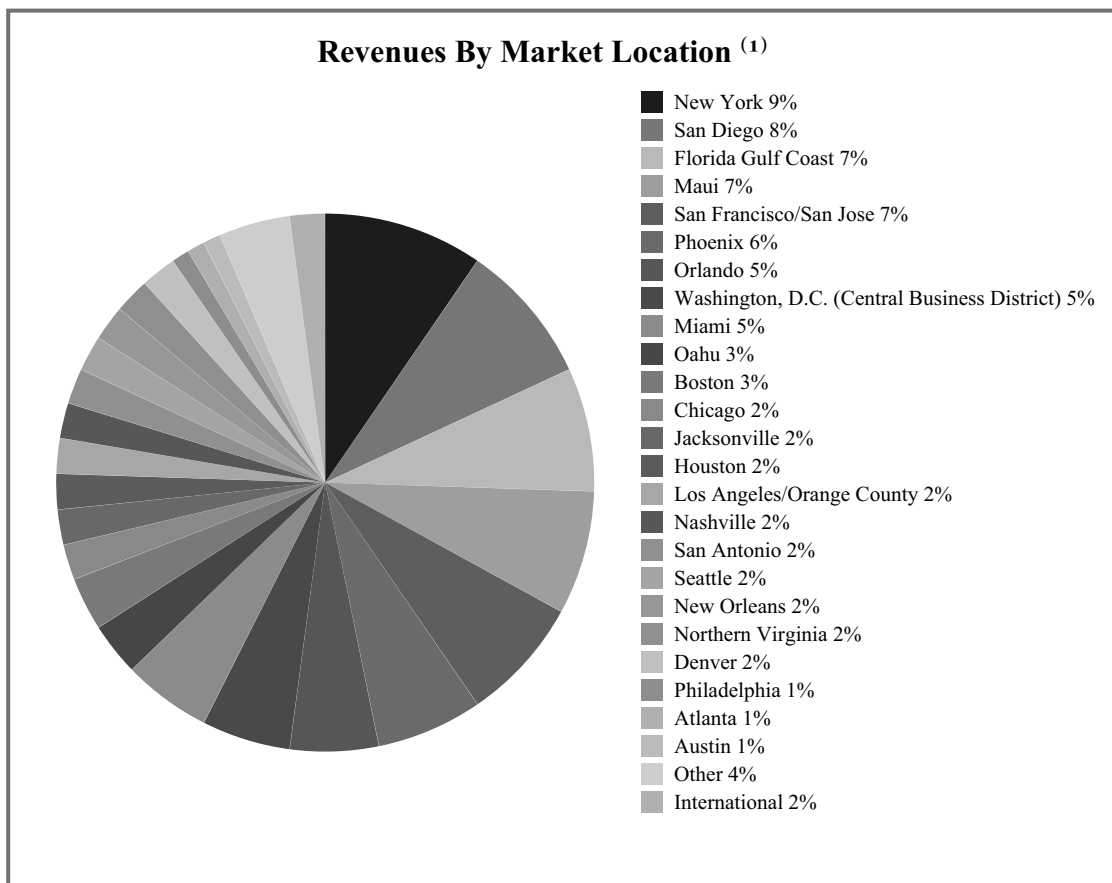 Revenues By Market Location (1)
New York 9%
San Diego 8%
Florida Gulf Coast 7%
Maui 7%
San Francisco/San Jose 7%
Phoenix 6%
Orlando 5%
Washington, D.C. (Central Business District) 5%
Miami 5%
Oahu 3%
Boston 3%
Chicago 2%
Jacksonville 2%
Houston 2%
Los Angeles/Orange County 2%
Nashville 2%
San Antonio 2%
Seattle 2%
New Orleans 2%
Northern Virginia 2%
Denver 2%
Philadelphia 1%
Atlanta 1%
Austin 1%
Other 4%
International 2%